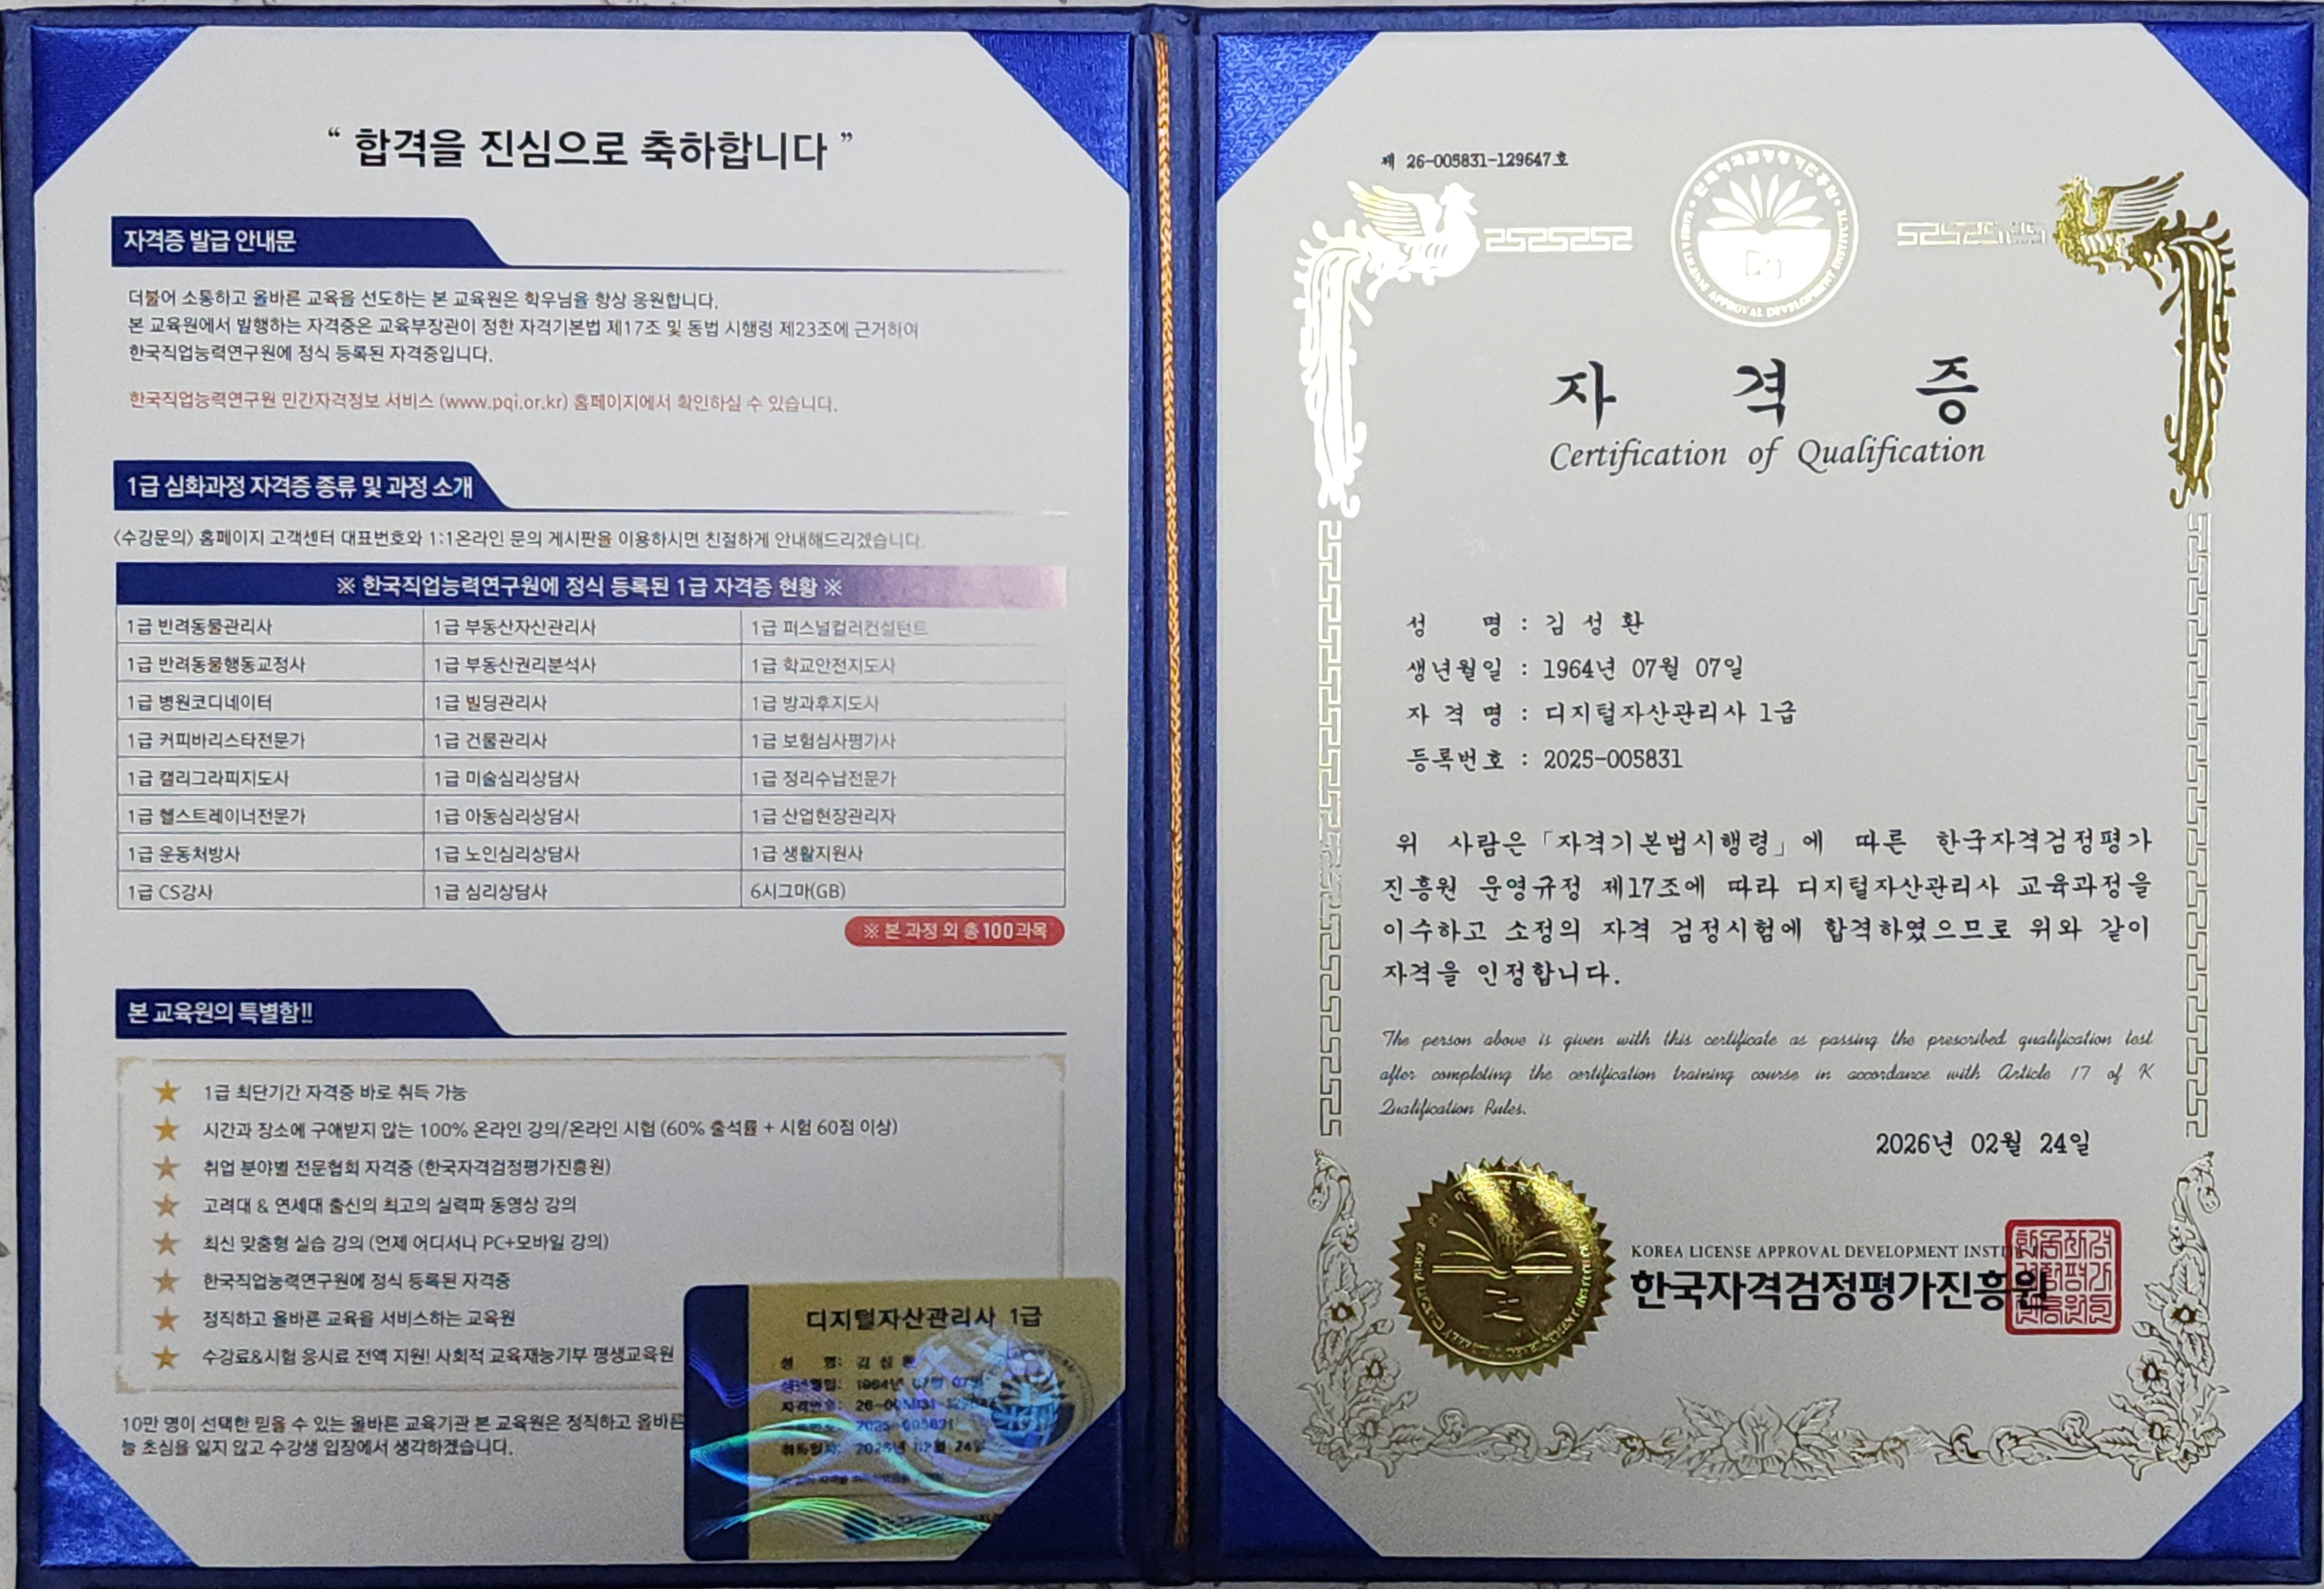 “ 합격을 진심으로 축하합니다 ”
자격증 발급 안내문
더불어 소통하고 올바른 교육을 선도하는 본 교육원은 학우님을 항상 응원합니다.
본 교육원에서 발행하는 자격증은 교육부장관이 정한 자격기본법 제17조 및 동법 시행령 제23조에 근거하여
한국직업능력연구원에 정식 등록된 자격증입니다.
한국직업능력연구원 민간자격정보 서비스 (www.pqi.or.kr) 홈페이지에서 확인하실 수 있습니다.
1급 심화과정 자격증 종류 및 과정 소개
<수강문의> 홈페이지 고객센터 대표번호와 1:1온라인 문의 게시판을 이용하시면 친절하게 안내해드리겠습니다.
※ 한국직업능력연구원에 정식 등록된 1급 자격증 현황 ※
1급 반려동물관리사 1급 부동산자산관리사 1급 퍼스널컬러컨설턴트
1급 반려동물행동교정사 1급 부동산권리분석사 1급 학교안전지도사
1급 병원코디네이터 1급 빌딩관리사 1급 방과후지도사
1급 커피바리스타전문가 1급 건물관리사 1급 보험심사평가사
1급 캘리그라피지도사 1급 미술심리상담사 1급 정리수납전문가
1급 헬스트레이너전문가 1급 아동심리상담사 1급 산업현장관리자
1급 운동처방사 1급 노인심리상담사 1급 생활지원사
1급 CS강사 1급 심리상담사 6시그마(GB)
※ 본 과정 외 총 100과목
본 교육원의 특별함!!
1급 최단기간 자격증 바로 취득 가능
시간과 장소에 구애받지 않는 100% 온라인 강의/온라인 시험 (60% 출석률 + 시험 60점 이상)
취업 분야별 전문협회 자격증 (한국자격검정평가진흥원)
고려대 & 연세대 출신의 최고의 실력파 동영상 강의
최신 맞춤형 실습 강의 (언제 어디서나 PC+모바일 강의)
한국직업능력연구원에 정식 등록된 자격증
정직하고 올바른 교육을 서비스하는 교육원
수강료&시험 응시료 전액 지원! 사회적 교육재능기부 평생교육원
10만 명이 선택한 믿을 수 있는 올바른 교육기관 본 교육원은 정직하고 올바른
늘 초심을 잃지 않고 수강생 입장에서 생각하겠습니다.
디지털자산관리사 1급
성 명: 김 성
생년월일: 1964년 07월 07일
2025-005831
취득일자: 2026년 02월 24일
제 26-005831-129647호
자 격 증
Certification of Qualification
성 명 : 김 성 환
생년월일 : 1964년 07월 07일
자 격 명 : 디지털자산관리사 1급
등록번호 : 2025-005831
위 사람은「자격기본법시행령」에 따른 한국자격검정평가
진흥원 운영규정 제17조에 따라 디지털자산관리사 교육과정을
이수하고 소정의 자격 검정시험에 합격하였으므로 위와 같이
자격을 인정합니다.
The person above is given with this certificate as passing the prescribed qualification test
after completing the certification training course in accordance with Article 17 of K
Qualification Rules.
2026년 02월 24일
KOREA LICENSE APPROVAL DEVELOPMENT
한국자격검정평가진흥원